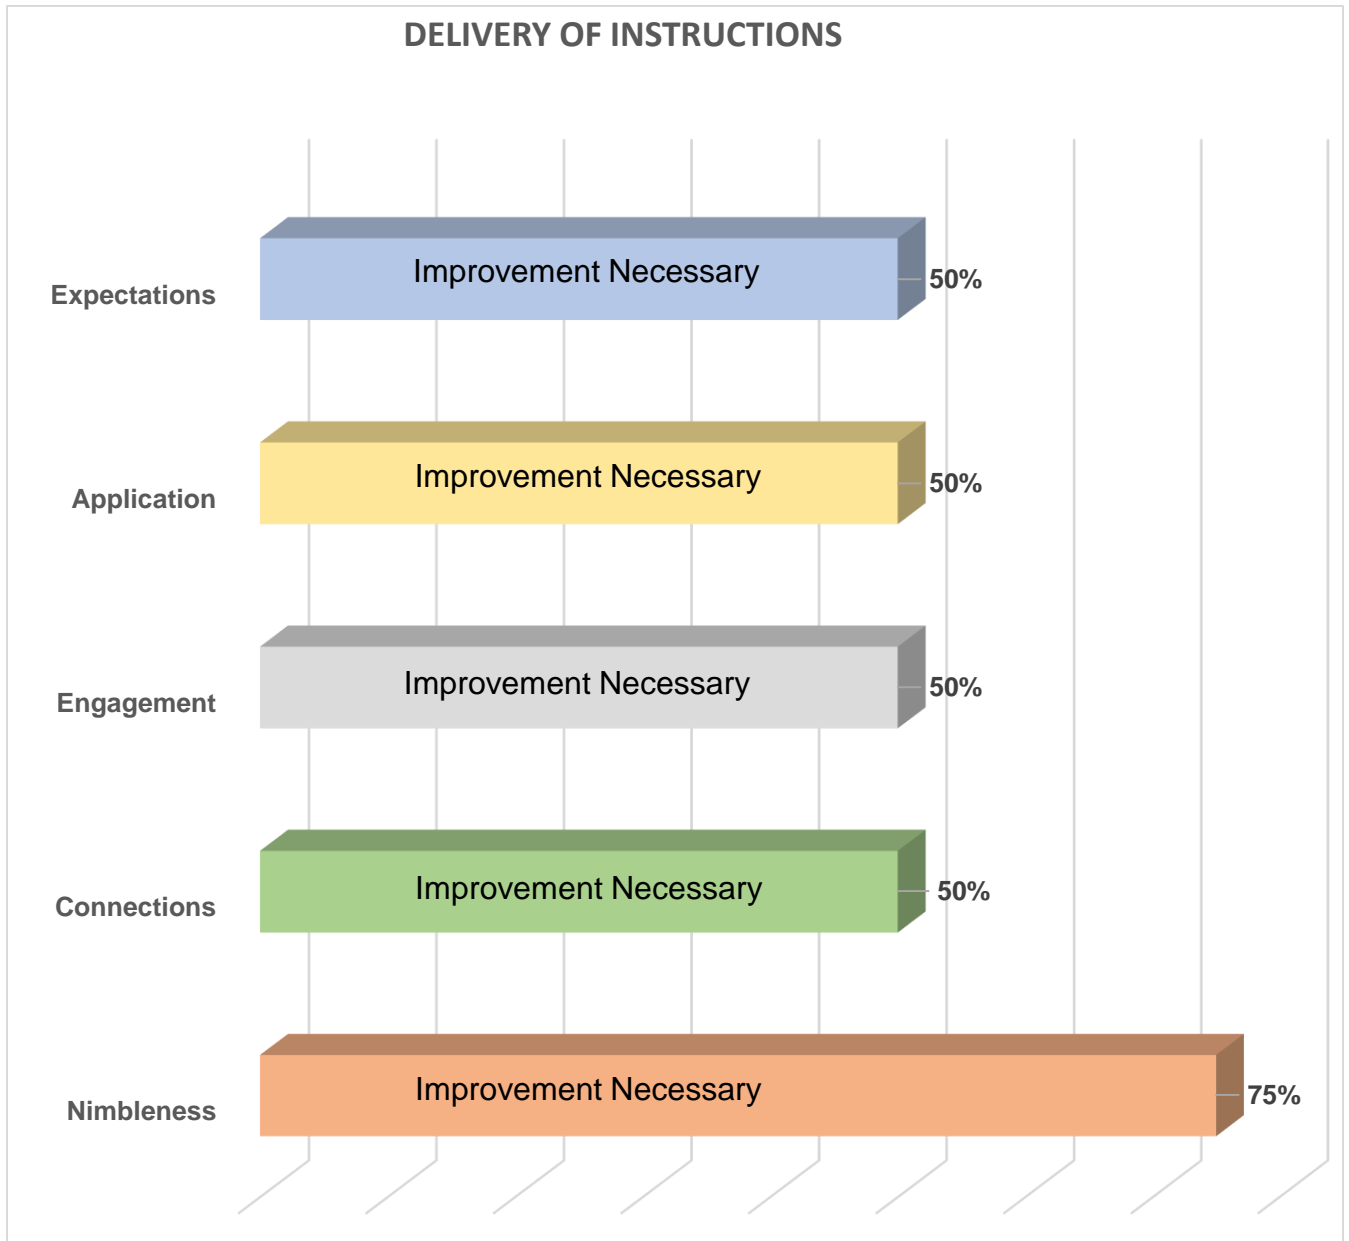 DELIVERY OF INSTRUCTIONS
Expectations
Improvement Necessary
50%
Application
Improvement Necessary
50%
Engagement
Improvement Necessary
50%
Connections
Improvement Necessary
50%
Nimbleness
Improvement Necessary
75%